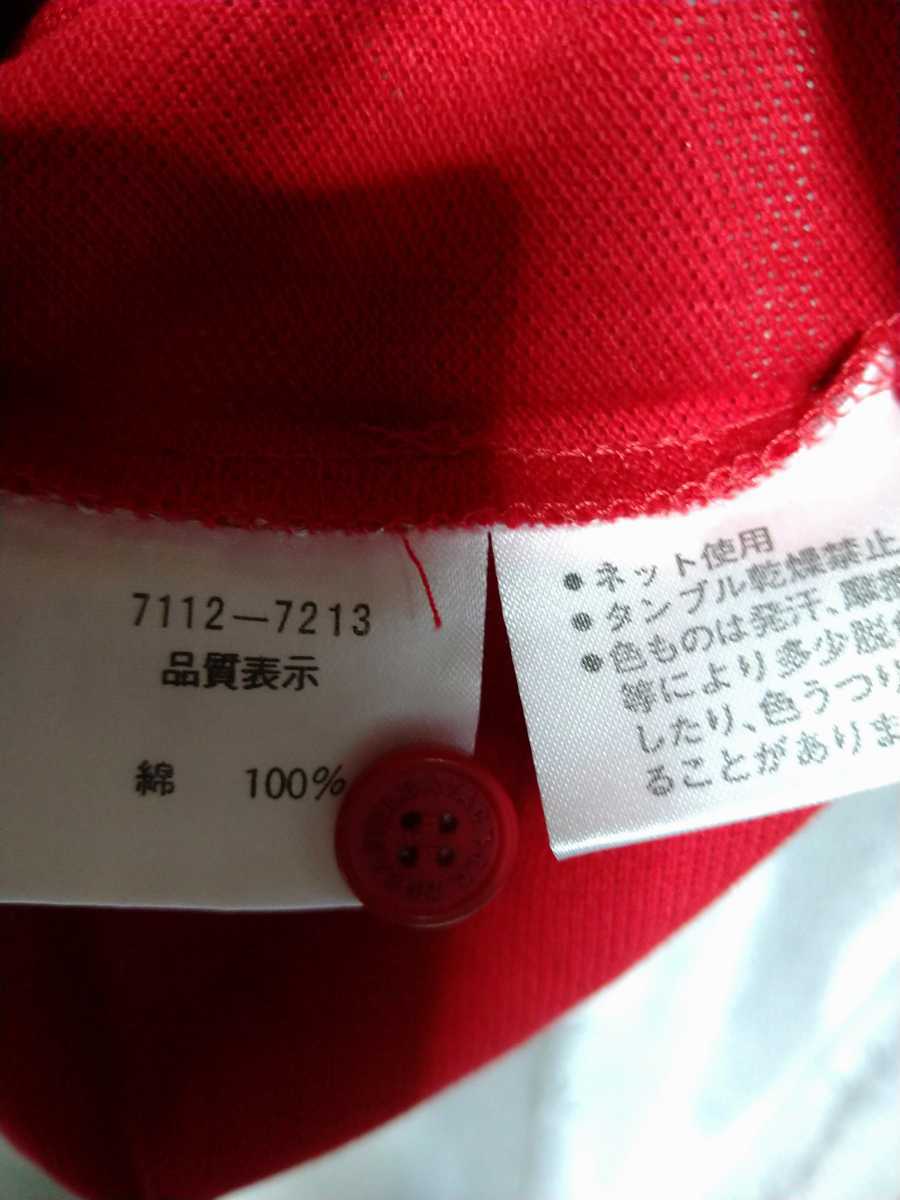 7112—7213
品質表示
綿 100%
●ネット使用
●タンブル乾燥禁止
●色ものは発汗、摩擦
等により多少脱色
したり、色うつり
することがありま